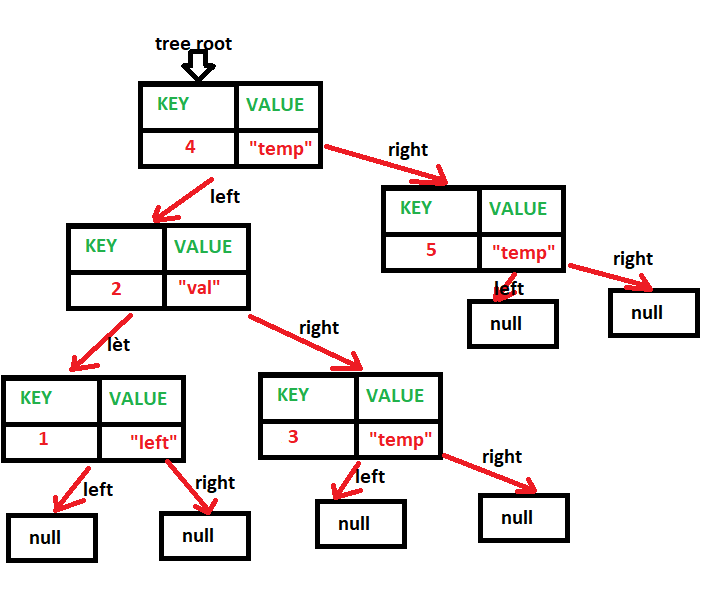 tree root
KEY VALUE
4 "temp"
right
left
KEY VALUE
5 "temp"
KEY VALUE
2 "val"
left
right
null
null
lèt
right
KEY VALUE
1 "left"
KEY VALUE
3 "temp"
left
right
left
right
null
null
null
null